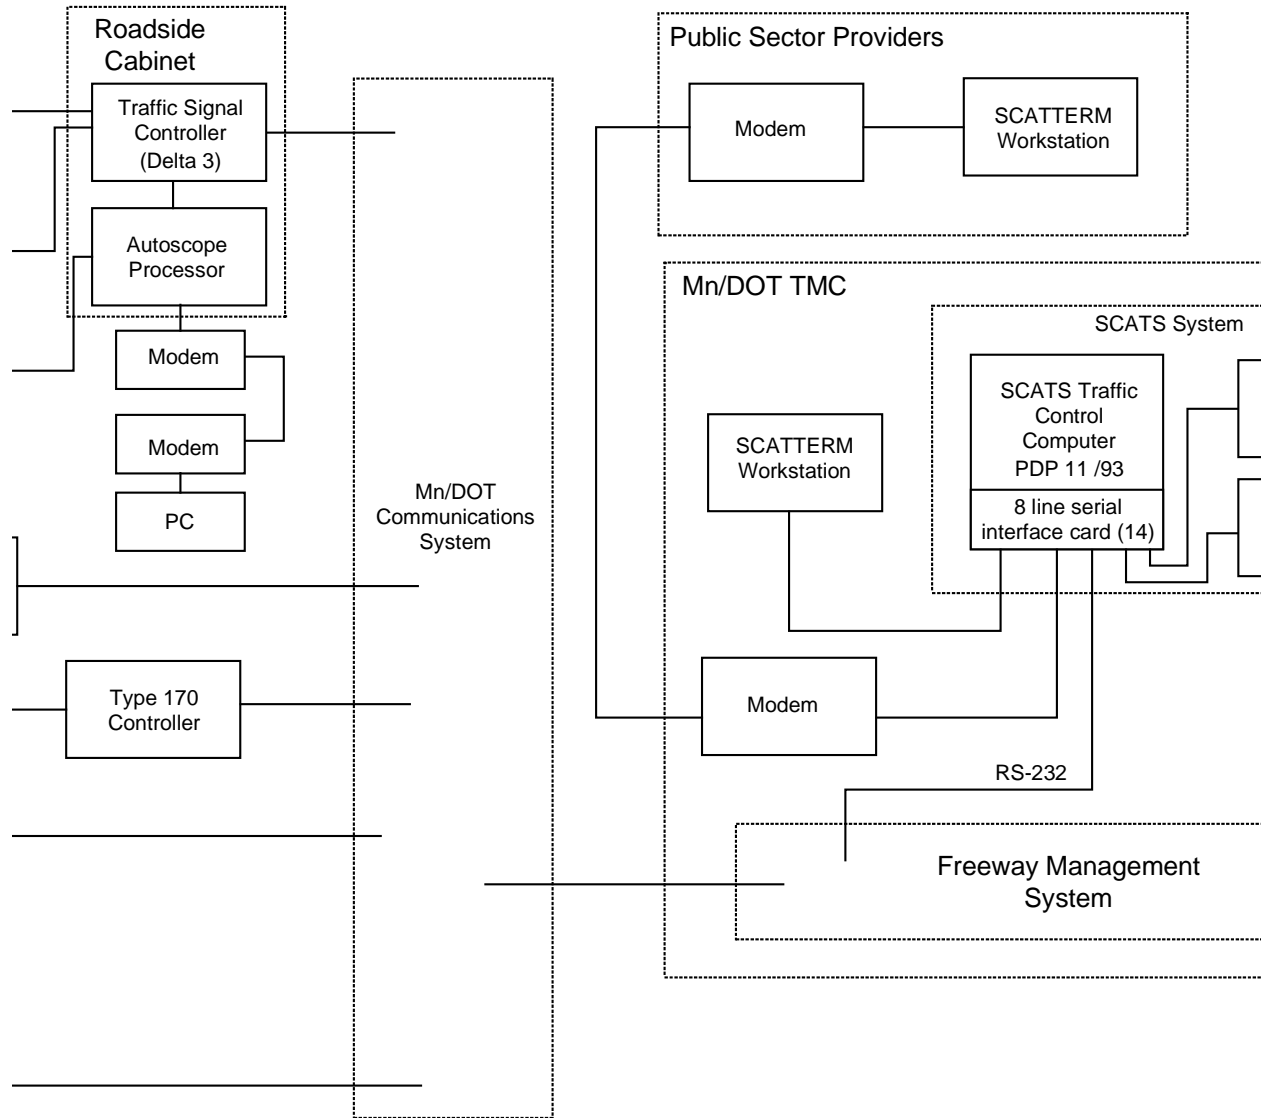 Roadside
Cabinet
Traffic Signal
Controller
(Delta 3)
Autoscope
Processor
Modem
Modem
PC
Type 170
Controller
Mn/DOT
Communications
System
Public Sector Providers
Modem
SCATTERM
Workstation
Mn/DOT TMC
SCATS System
SCATS Traffic
Control
Computer
PDP 11 /93
8 line serial
interface card (14)
SCATTERM
Workstation
Modem
RS-232
Freeway Management
System